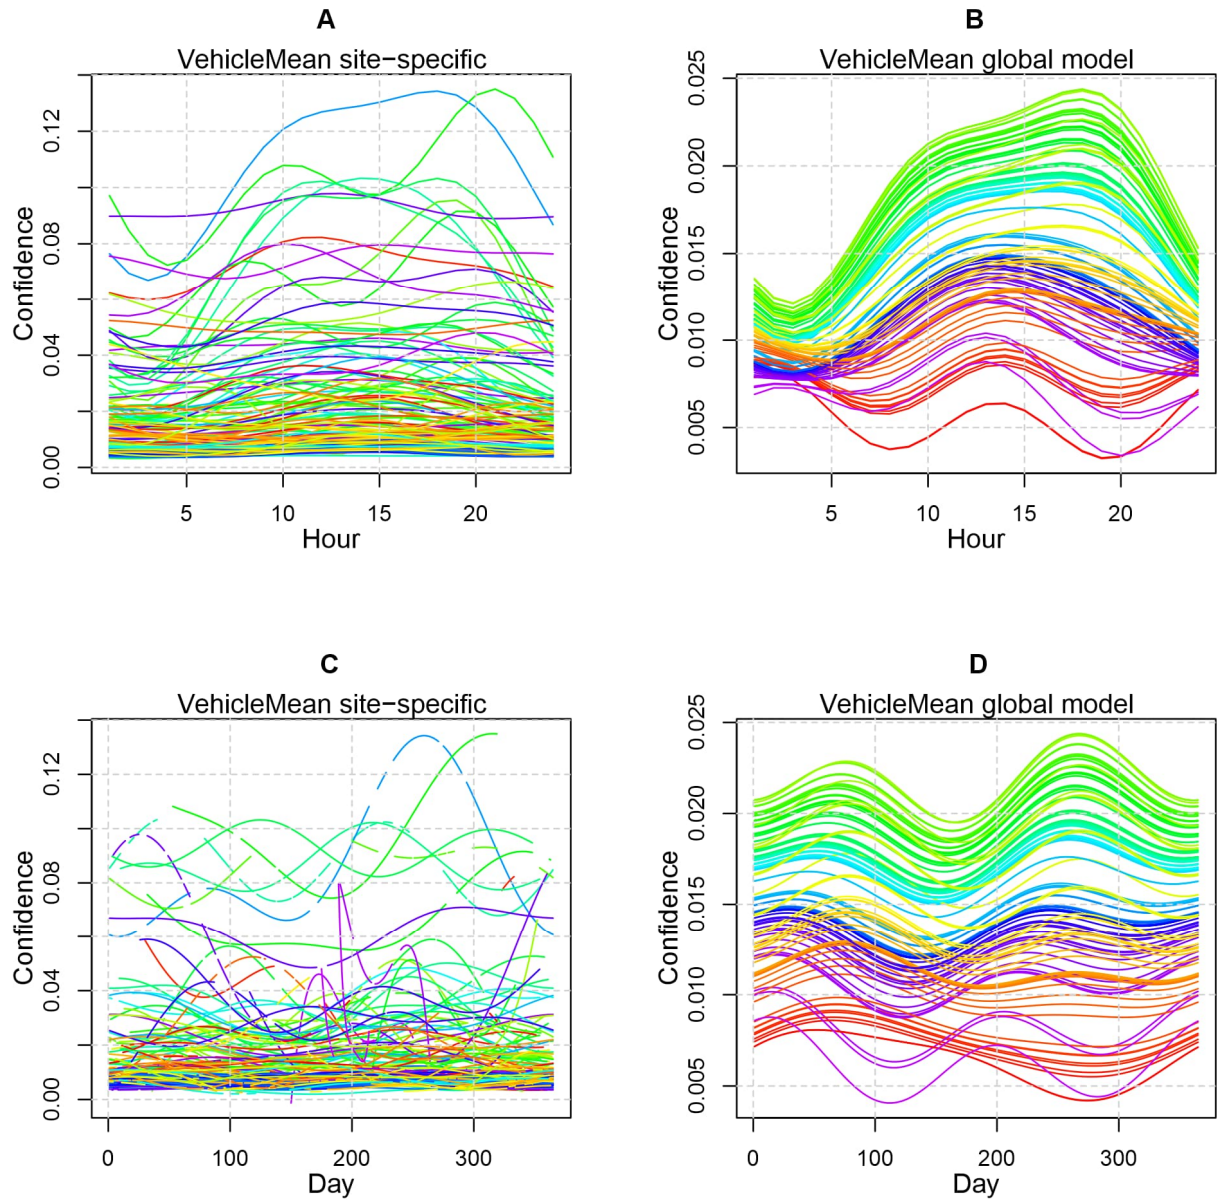 A
VehicleMean site−specific
Confidence
0.00 0.04 0.08 0.12
5 10 15 20
Hour
B
VehicleMean global model
Confidence
0.005 0.010 0.015 0.020 0.025
5 10 15 20
Hour
C
VehicleMean site−specific
Confidence
0.00 0.04 0.08 0.12
0 100 200 300
Day
D
VehicleMean global model
Confidence
0.005 0.010 0.015 0.020 0.025
0 100 200 300
Day